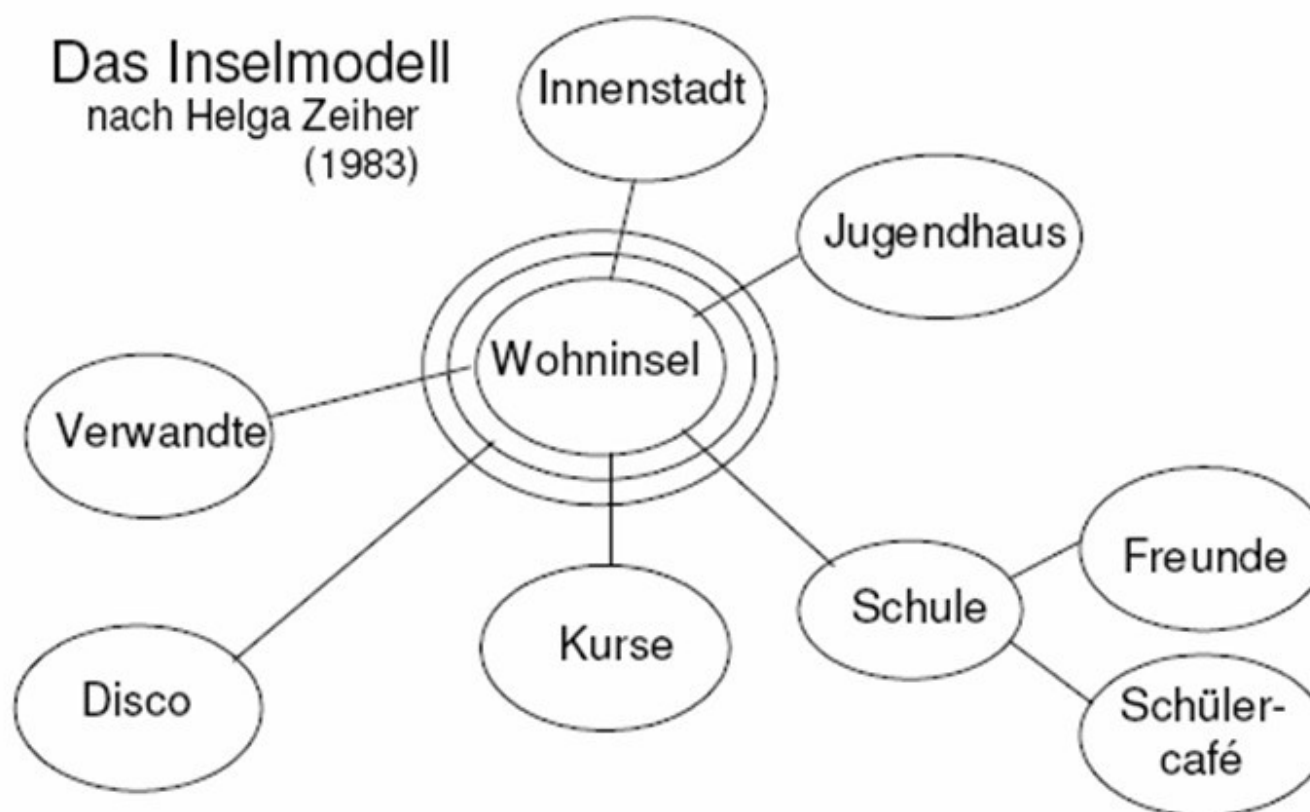 Das Inselmodell
nach Helga Zeiher
(1983)
Innenstadt
Jugendhaus
Wohninsel
Verwandte
Freunde
Schule
Kurse
Disco
Schüler-
café